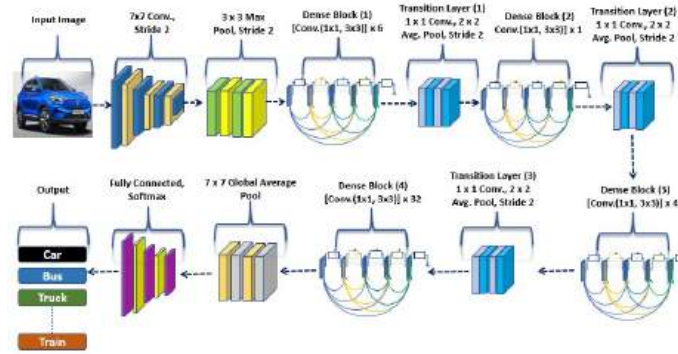 Input Image
7x7 Conv.,
Stride 2
3 x 3 Max
Pool, Stride 2
Dense Block (1)
[Conv.(1x1, 3x3)] x 6
Transition Layer (1)
1 x 1 Conv., 2 x 2
Avg. Pool, Stride 2
Dense Block (2)
Conv.(1x1, 3x3)] x 1
Transition Layer (2)
1 x 1 Conv., 2 x 2
Avg. Pool, Stride 2
Output
Fully Connected,
Softmax
7 x 7 Global Average
Pool
Dense Block (4)
[Conv.(1x1, 3x3)] x 32
Transition Layer (3)
1 x 1 Conv., 2 x 2
Avg. Pool, Stride 2
Dense Block
[Conv.(1x1, 3x3)] x 4
Car
Bus
Truck
Train